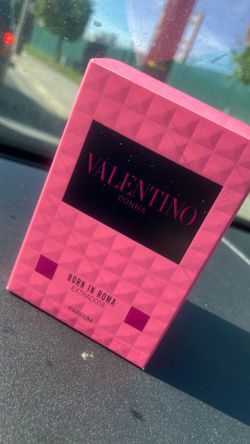 VALENTINO
DONNA
BORN IN ROMA
EXTRADOSE
PARFUM